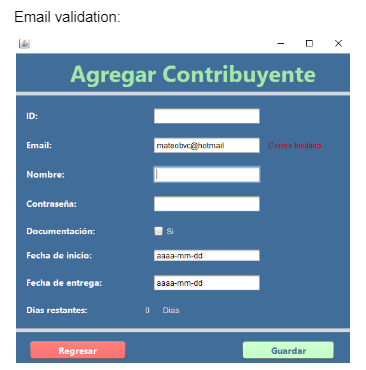 Email validation:
Agregar Contribuyente
ID:
Email: mateobvc@hotmail Correo Inválido
Nombre:
Contraseña:
Documentación: Si
Fecha de inicio: aaaa-mm-dd
Fecha de entrega: aaaa-mm-dd
Dias restantes: 0 Dias
Regresar Guardar